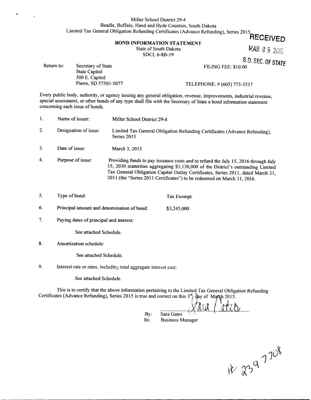 Miller School District 29-4
Beadle, Buffalo, Hand and Hyde Counties, South Dakota
Limited Tax General Obligation Refunding Certificates (Advance Refunding), Series 2015
RECEIVED
MAR 05 2015
S.D. SEC. OF STATE
BOND INFORMATION STATEMENT
State of South Dakota
SDCL 6-8B-19
Return to: Secretary of State FILING FEE: $10.00
State Capitol
500 E. Capitol
Pierre, SD 57501-5077 TELEPHONE: # (605) 773-3537
Every public body, authority, or agency issuing any general obligation, revenue, improvements, industrial revenue,
special assessment, or other bonds of any type shall file with the Secretary of State a bond information statement
concerning each issue of bonds.
1. Name of issuer: Miller School District 29-4
2. Designation of issue: Limited Tax General Obligation Refunding Certificates (Advance Refunding),
Series 2015
3. Date of issue: March 3, 2015
4. Purpose of issue: Providing funds to pay issuance costs and to refund the July 15, 2016 through July
15, 2030 maturities aggregating $3,130,000 of the District's outstanding Limited
Tax General Obligation Capital Outlay Certificates, Series 2011, dated March 31,
2011 (the "Series 2011 Certificates") to be redeemed on March 31, 2016.
5. Type of bond: Tax Exempt.
6. Principal amount and denomination of bond: $3,245,000
7. Paying dates of principal and interest:
See attached Schedule.
8. Amortization schedule:
See attached Schedule.
9. Interest rate or rates, including total aggregate interest cost:
See attached Schedule.
This is to certify that the above information pertaining to the Limited Tax General Obligation Refunding
Certificates (Advance Refunding), Series 2015 is true and correct on this 3rd day of March 2015.
Sara Gates
By: Sara Gates
Its: Business Manager
# 2397708